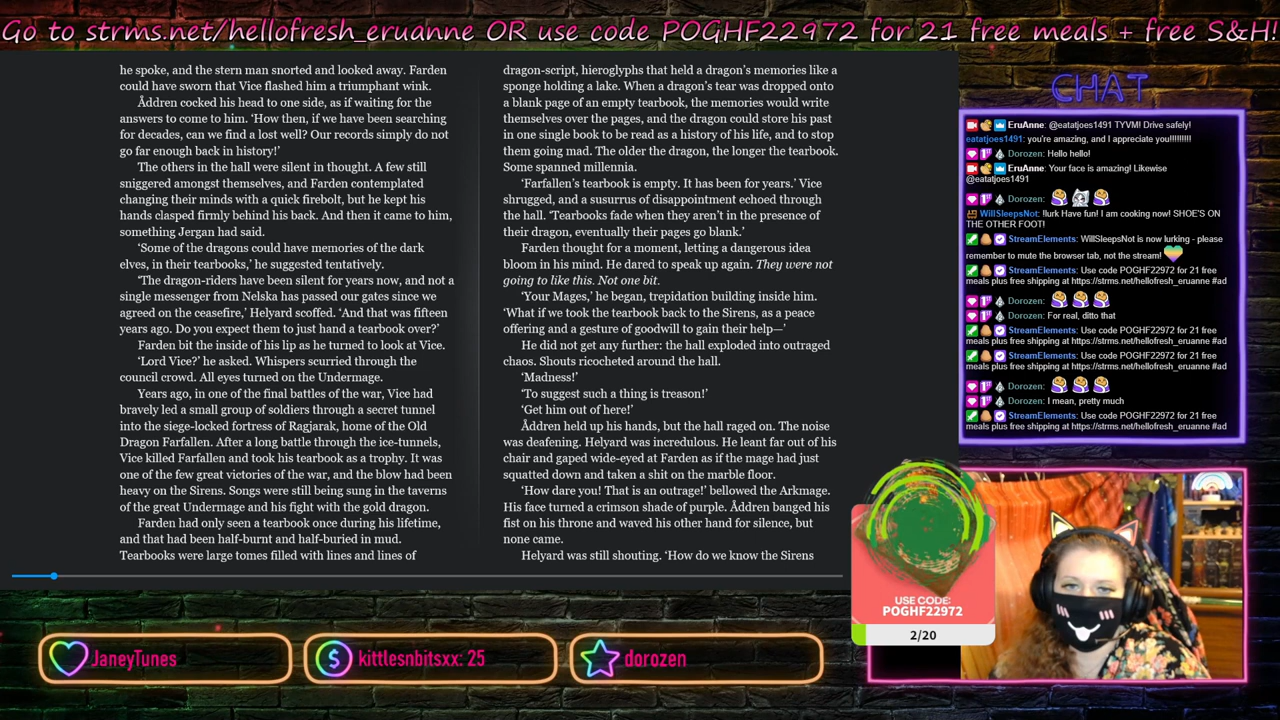 Go to strms.net/hellofresh_eruanne OR use code POGHF22972 for 21 free meals + free S&H!
he spoke, and the stern man snorted and looked away. Farden
could have sworn that Vice flashed him a triumphant wink.
Åddren cocked his head to one side, as if waiting for the
answers to come to him. ‘How then, if we have been searching
for decades, can we find a lost well our records simply do not
go far enough back in history!’
The others in the hall were lost in thought. A few still
sniggered amongst themselves, and Farden contemplated
changing their minds with a quick firebolt, but he kept his
hands clasped firmly behind his back. And then it came to him,
something Jergan had said.
‘Some of the dragons could have memories of the dark
elves, in their tearbooks,’ he suggested tentatively.
‘The dragon-riders have been silent for years now, and not a
single messenger from Nelska has passed our gates since we
agreed on the ceasefire,’ Helyard scoffed. ‘And that was fifteen
years ago. Do you expect them to just hand a tearbook over?’
Farden bit the inside of his lip as he turned to look at Vice.
‘Lord Vice?’ he asked. Whispers scurried through the
council crowd. All eyes turned on the Undermage.
Years ago, in one of the final battles of the war, Vice had
bravely led a small group of soldiers through a secret tunnel
into the siege-locked fortress of Ragjarak, home of the Old
Dragon Farfallen. After a long battle through the ice-tunnels,
Vice killed Farfallen and took his tearbook as a trophy. It was
one of the few great victories of the war, and the blow had been
heavy on the Sirens. Songs were still being sung in the taverns
of the great Undermage and his fight with the gold dragon.
Farden had only seen a tearbook once during his lifetime,
and that had been half-burnt and half-buried in mud.
Tearbooks were large tomes filled with lines and lines of
dragon-script, hieroglyphs that held a dragon’s memories like a
sponge holding a lake. When a dragon’s tear was dropped onto
a blank page of an empty tearbook, the memories would write
themselves over the pages, and the dragon could store his past
in one single book to be read as a history of his life, and to stop
them going mad. The older the dragon, the longer the tearbook.
Some spanned millennia.
‘Farfallen’s tearbook is empty. It has been for years.’ Vice
shrugged, and a susurrus of disappointment echoed through
the hall. ‘Tearbooks fade when they aren’t in the presence of
their dragon, eventually their pages go blank.’
Farden thought for a moment, letting a dangerous idea
bloom in his mind. He dared to speak up again. They were not
going to like this. Not one bit.
‘Your Mages,’ he began, trepidation building inside him.
‘What if we took the tearbook back to the Sirens, as a peace
offering and a gesture of goodwill to gain their help—’
He did not get any further: the hall exploded into outraged
chaos. Shouts ricocheted around the hall.
‘Madness!’
‘To suggest such a thing is treason!’
‘Get him out of here!’
Åddren held up his hands, but the hall raged on. The noise
was deafening. Helyard was incredulous. He leant far out of his
chair and gaped wide-eyed at Farden as if the mage had just
squatted down and taken a shit on the marble floor.
‘How dare you! That is an outrage!’ bellowed the Arkmage.
His face turned a crimson shade of purple. Åddren banged his
fist on his throne and waved his other hand for silence, but
none came.
Helyard was still shouting. ‘How do we know the Sirens
CHAT
EruAnne: @eatatjoes1491 TYVM! Drive safely!
eatatjoes1491: you're amazing, and I appreciate you!!!!!!!!!
Dorozen: Hello hello!
EruAnne: Your face is amazing! Likewise
@eatatjoes1491
Dorozen:
WillSleepsNot: !lurk Have fun! I am cooking now! SHOE'S ON
THE OTHER FOOT!
StreamElements: WillSleepsNot is now lurking - please
remember to mute the browser tab, not the stream!
StreamElements: Use code POGHF22972 for 21 free
meals plus free shipping at https://strms.net/hellofresh_eruanne #ad
Dorozen:
Dorozen: For real, ditto that
StreamElements: Use code POGHF22972 for 21 free
meals plus free shipping at https://strms.net/hellofresh_eruanne #ad
StreamElements: Use code POGHF22972 for 21 free
meals plus free shipping at https://strms.net/hellofresh_eruanne #ad
Dorozen:
Dorozen: I mean, pretty much
StreamElements: Use code POGHF22972 for 21 free
meals plus free shipping at https://strms.net/hellofresh_eruanne #ad
USE CODE:
POGHF22972
2/20
JaneyTunes
$
kittlesnbitsxx: 25
dorozen